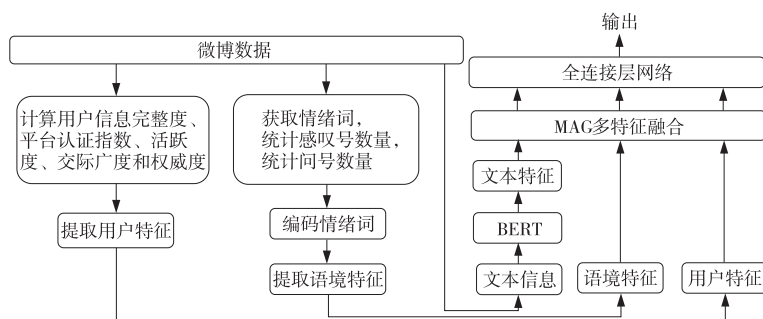 微博数据
计算用户信息完整度、
平台认证指数、活跃
度、交际广度和权威度
提取用户特征
获取情绪词，
统计感叹号数量，
统计问号数量
编码情绪词
提取语境特征
输出
全连接层网络
MAG多特征融合
文本特征
BERT
文本信息
语境特征
用户特征